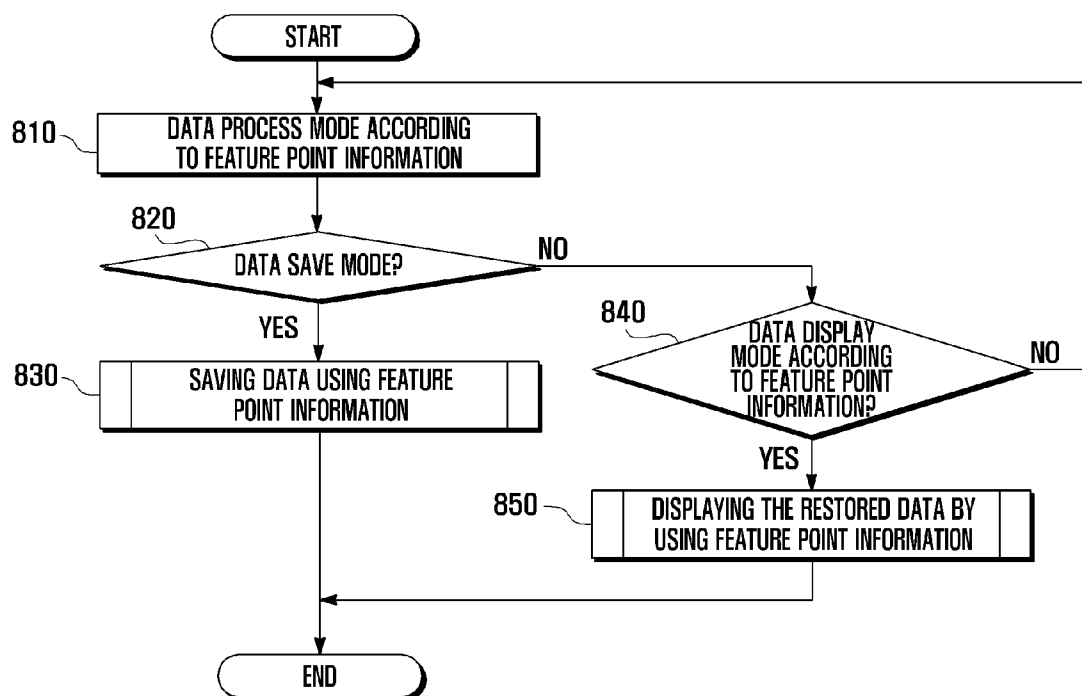 START
810
DATA PROCESS MODE ACCORDING
TO FEATURE POINT INFORMATION
820
DATA SAVE MODE?
NO
YES
840
DATA DISPLAY
MODE ACCORDING
TO FEATURE POINT
INFORMATION?
NO
YES
830
SAVING DATA USING FEATURE
POINT INFORMATION
850
DISPLAYING THE RESTORED DATA BY
USING FEATURE POINT INFORMATION
END